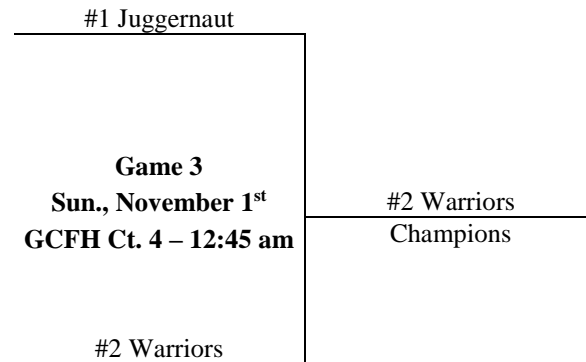 #1 Juggernaut
Game 3
Sun., November 1st
GCFH Ct. 4 – 12:45 am
#2 Warriors
Champions
#2 Warriors